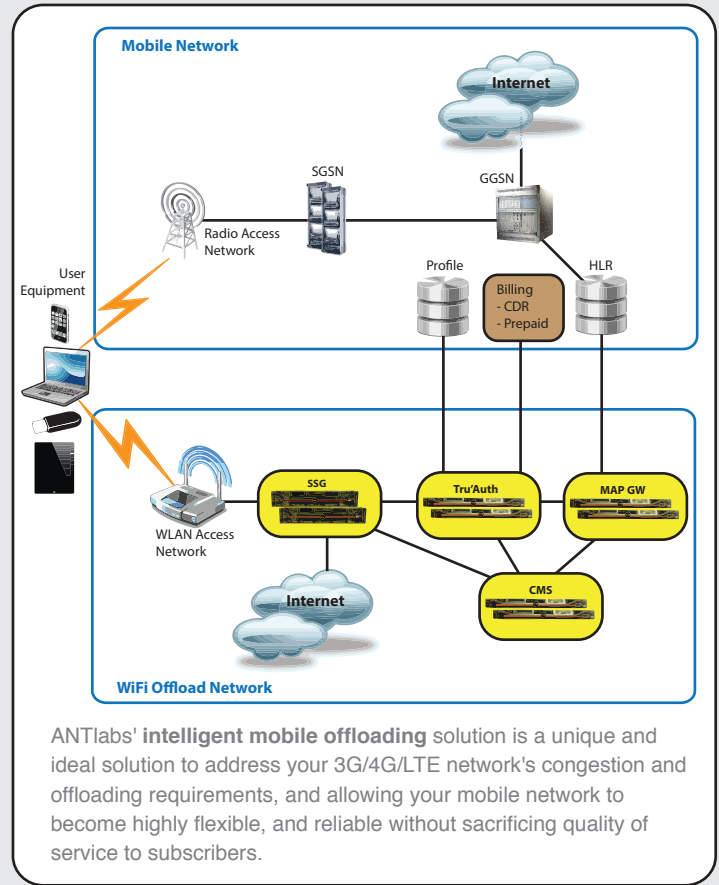 Mobile Network
Internet
SGSN
GGSN
Radio Access
Network
User
Equipment
Profile
Billing
- CDR
- Prepaid
HLR
SSG
Tru'Auth
MAP GW
WLAN Access
Network
CMS
Internet
WiFi Offload Network
ANTlabs' intelligent mobile offloading solution is a unique and
ideal solution to address your 3G/4G/LTE network's congestion and
offloading requirements, and allowing your mobile network to
become highly flexible, and reliable without sacrificing quality of
service to subscribers.